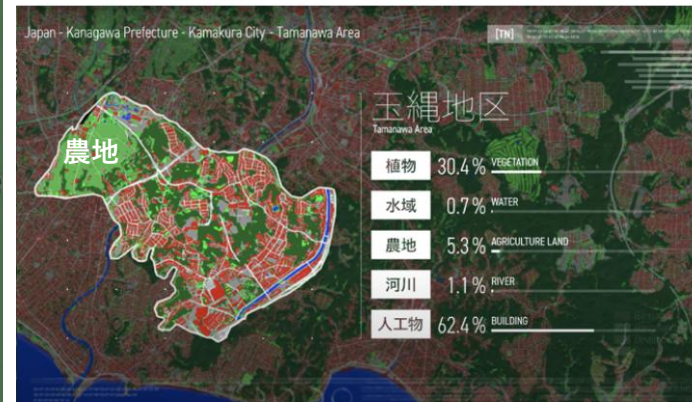 Japan - Kanagawa Prefecture - Kamakura City - Tamanawa Area
[TN]
農地
玉縄地区
Tamanawa Area
植物 30.4% VEGETATION
水域 0.7% WATER
農地 5.3% AGRICULTURE LAND
河川 1.1% RIVER
人工物 62.4% BUILDING